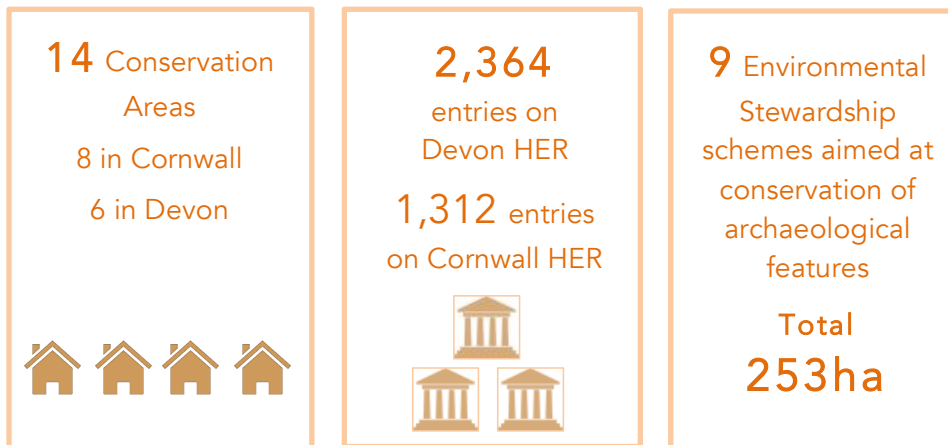 14 Conservation
Areas
8 in Cornwall
6 in Devon
2,364
entries on
Devon HER
1,312 entries
on Cornwall HER
9 Environmental
Stewardship
schemes aimed at
conservation of
archaeological
features
Total
253ha